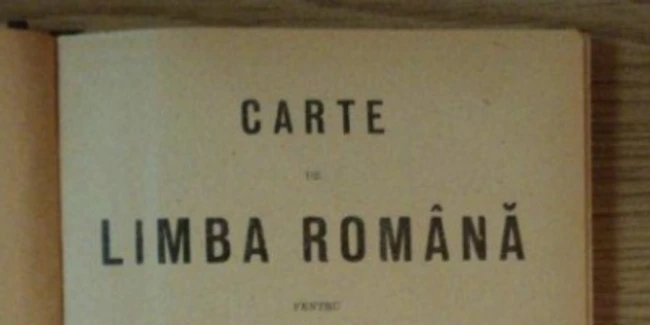 CARTE
DE
LIMBA ROMÂNĂ
PENTRU